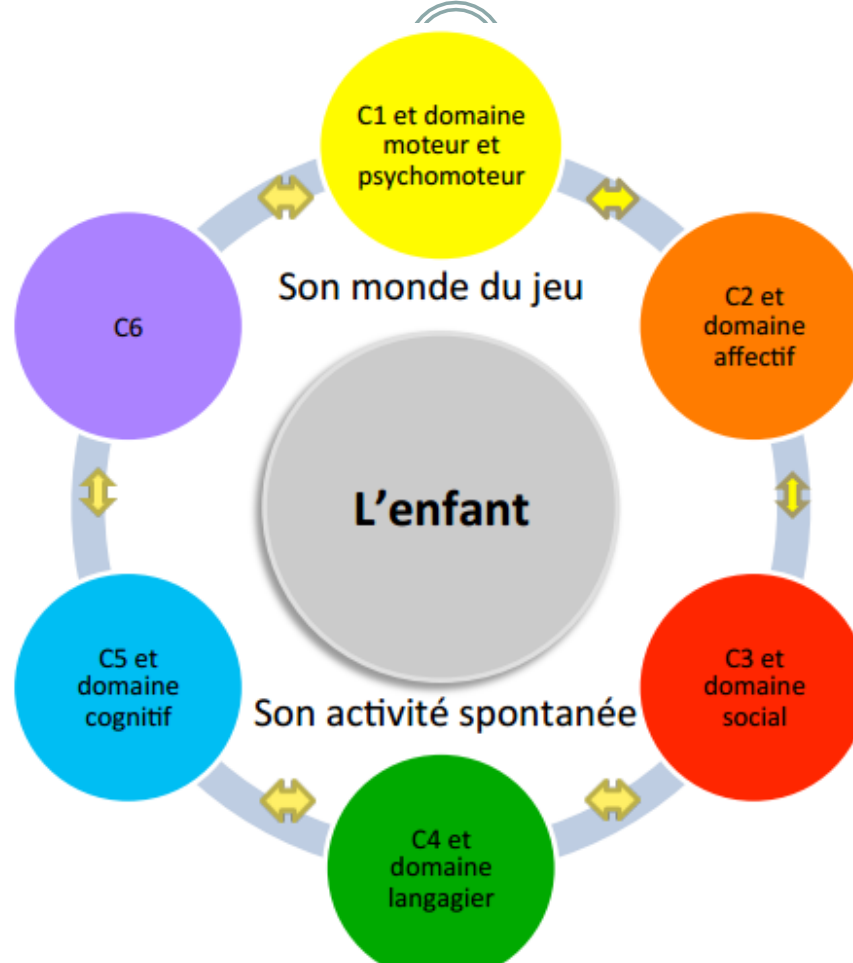 C1 et domaine
moteur et
psychomoteur
Son monde du jeu
C6
C2 et
domaine
affectif
L'enfant
C5 et
domaine
cognitif
C3 et
domaine
social
Son activité spontanée
C4 et
domaine
langagier